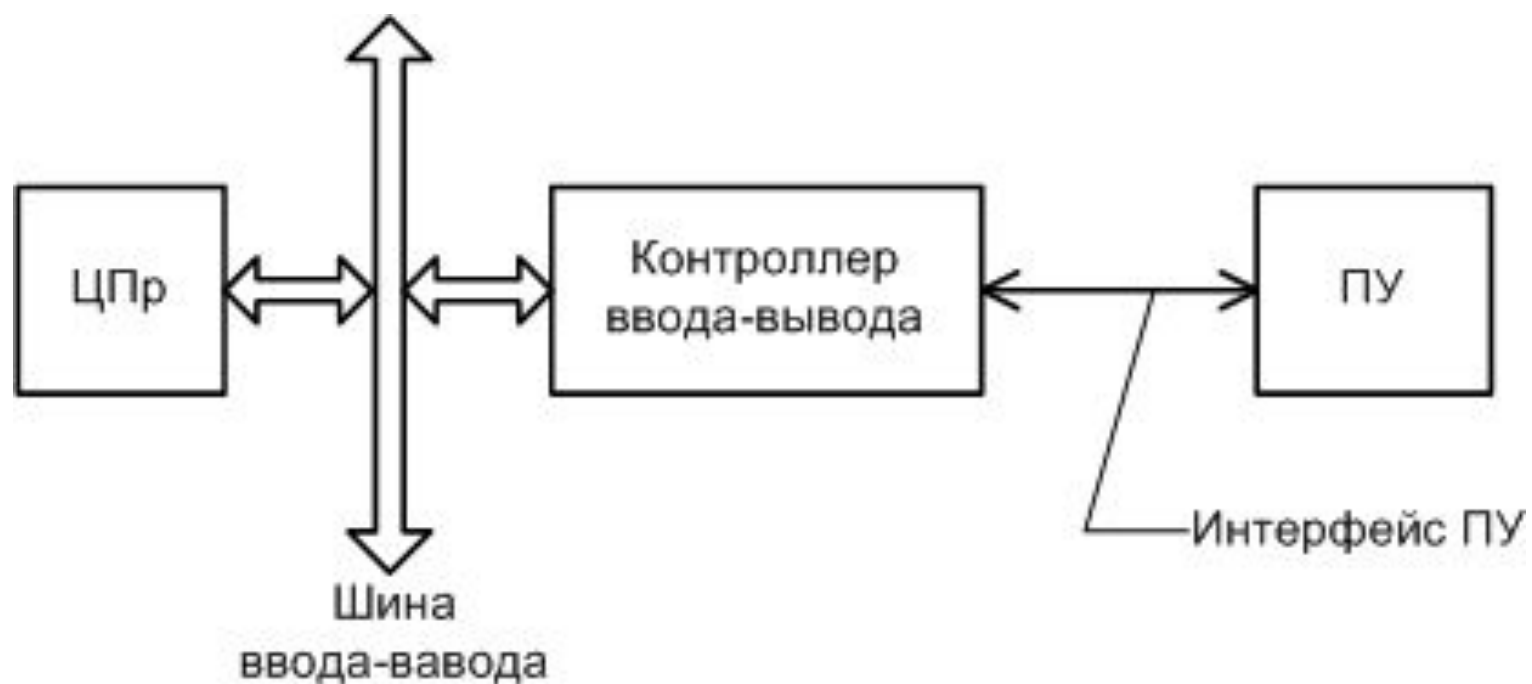 ЦПр
Контроллер
ввода-вывода
ПУ
Интерфейс ПУ
Шина
ввода-вавода